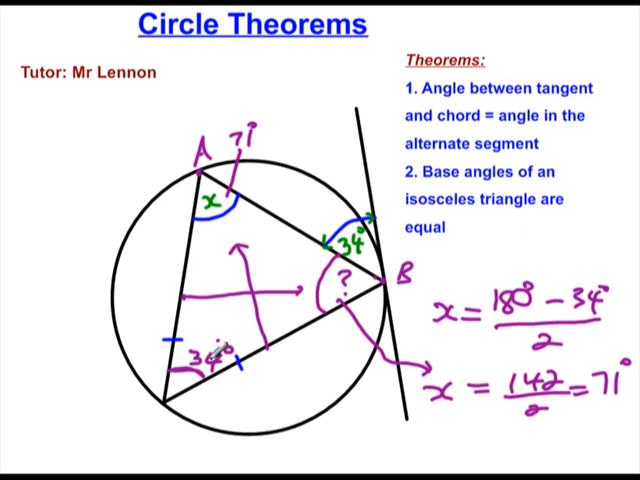 Circle Theorems
Tutor: Mr Lennon
Theorems:
1. Angle between tangent
and chord = angle in the
alternate segment
2. Base angles of an
isosceles triangle are
equal
A
71°
x
34°
B
?
34°
x = 180° - 34°
2
x = 142 = 71°
2